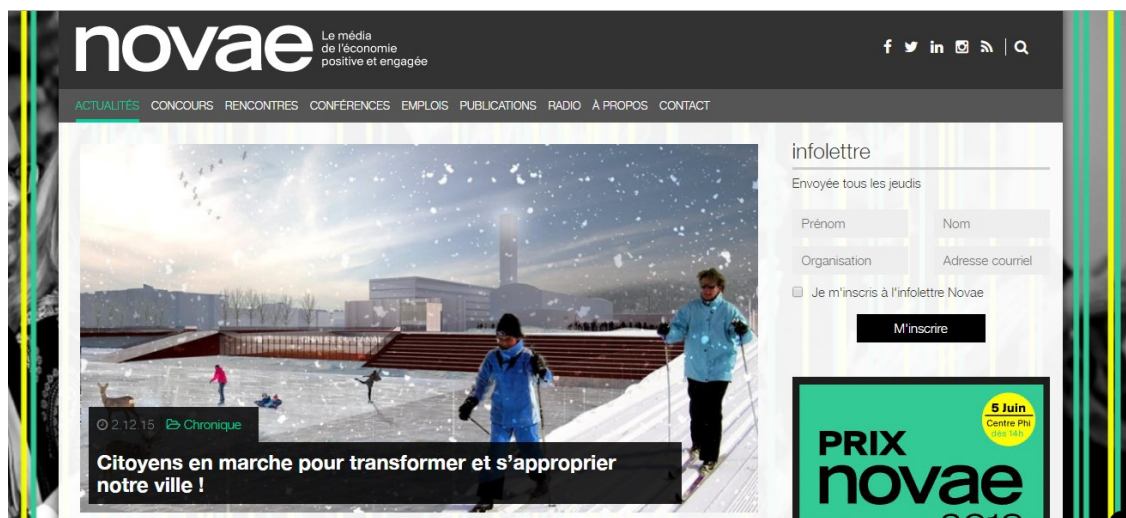 novae
Le média
de l'économie
positive et engagée
ACTUALITÉS CONCOURS RENCONTRES CONFÉRENCES EMPLOIS PUBLICATIONS RADIO À PROPOS CONTACT
2.12.15 Chronique
Citoyens en marche pour transformer et s'approprier
notre ville !
infolettre
Envoyée tous les jeudis
Prénom Nom
Organisation Adresse courriel
Je m'inscris à l'infolettre Novae
M'inscrire
5 Juin
Centre Phi
dès 14h
PRIX
novae